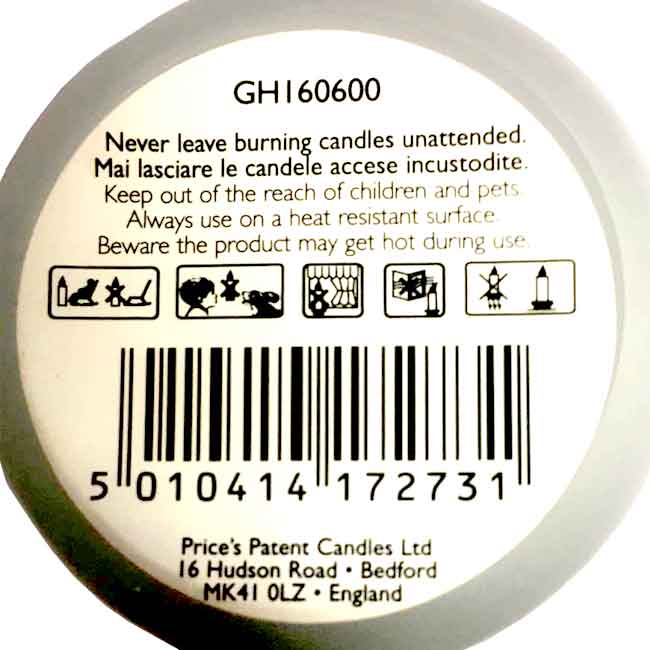 GH160600
Never leave burning candles unattended.
Mai lasciare le candele accese incustodite.
Keep out of the reach of children and pets.
Always use on a heat resistant surface.
Beware the product may get hot during use.
5 010414 172731
Price's Patent Candles Ltd
16 Hudson Road • Bedford
MK41 0LZ • England